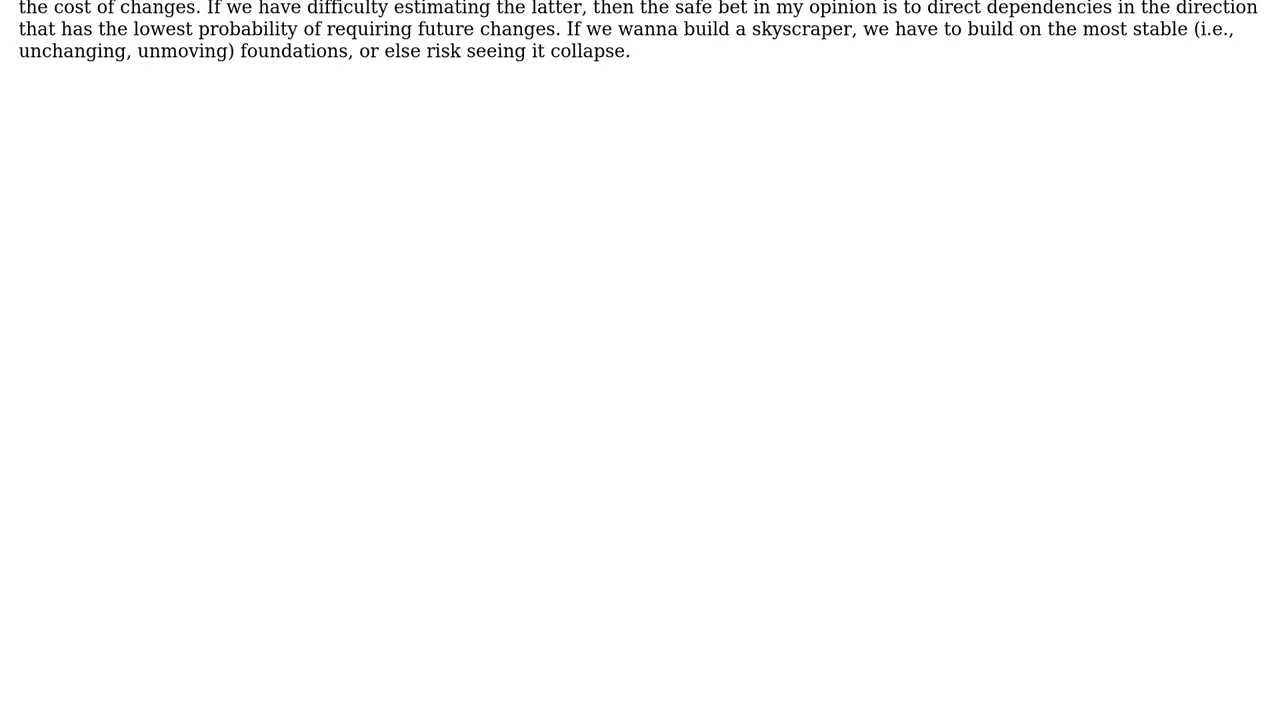 the cost of changes. If we have difficulty estimating the latter, then the safe bet in my opinion is to direct dependencies in the direction
that has the lowest probability of requiring future changes. If we wanna build a skyscraper, we have to build on the most stable (i.e.,
unchanging, unmoving) foundations, or else risk seeing it collapse.